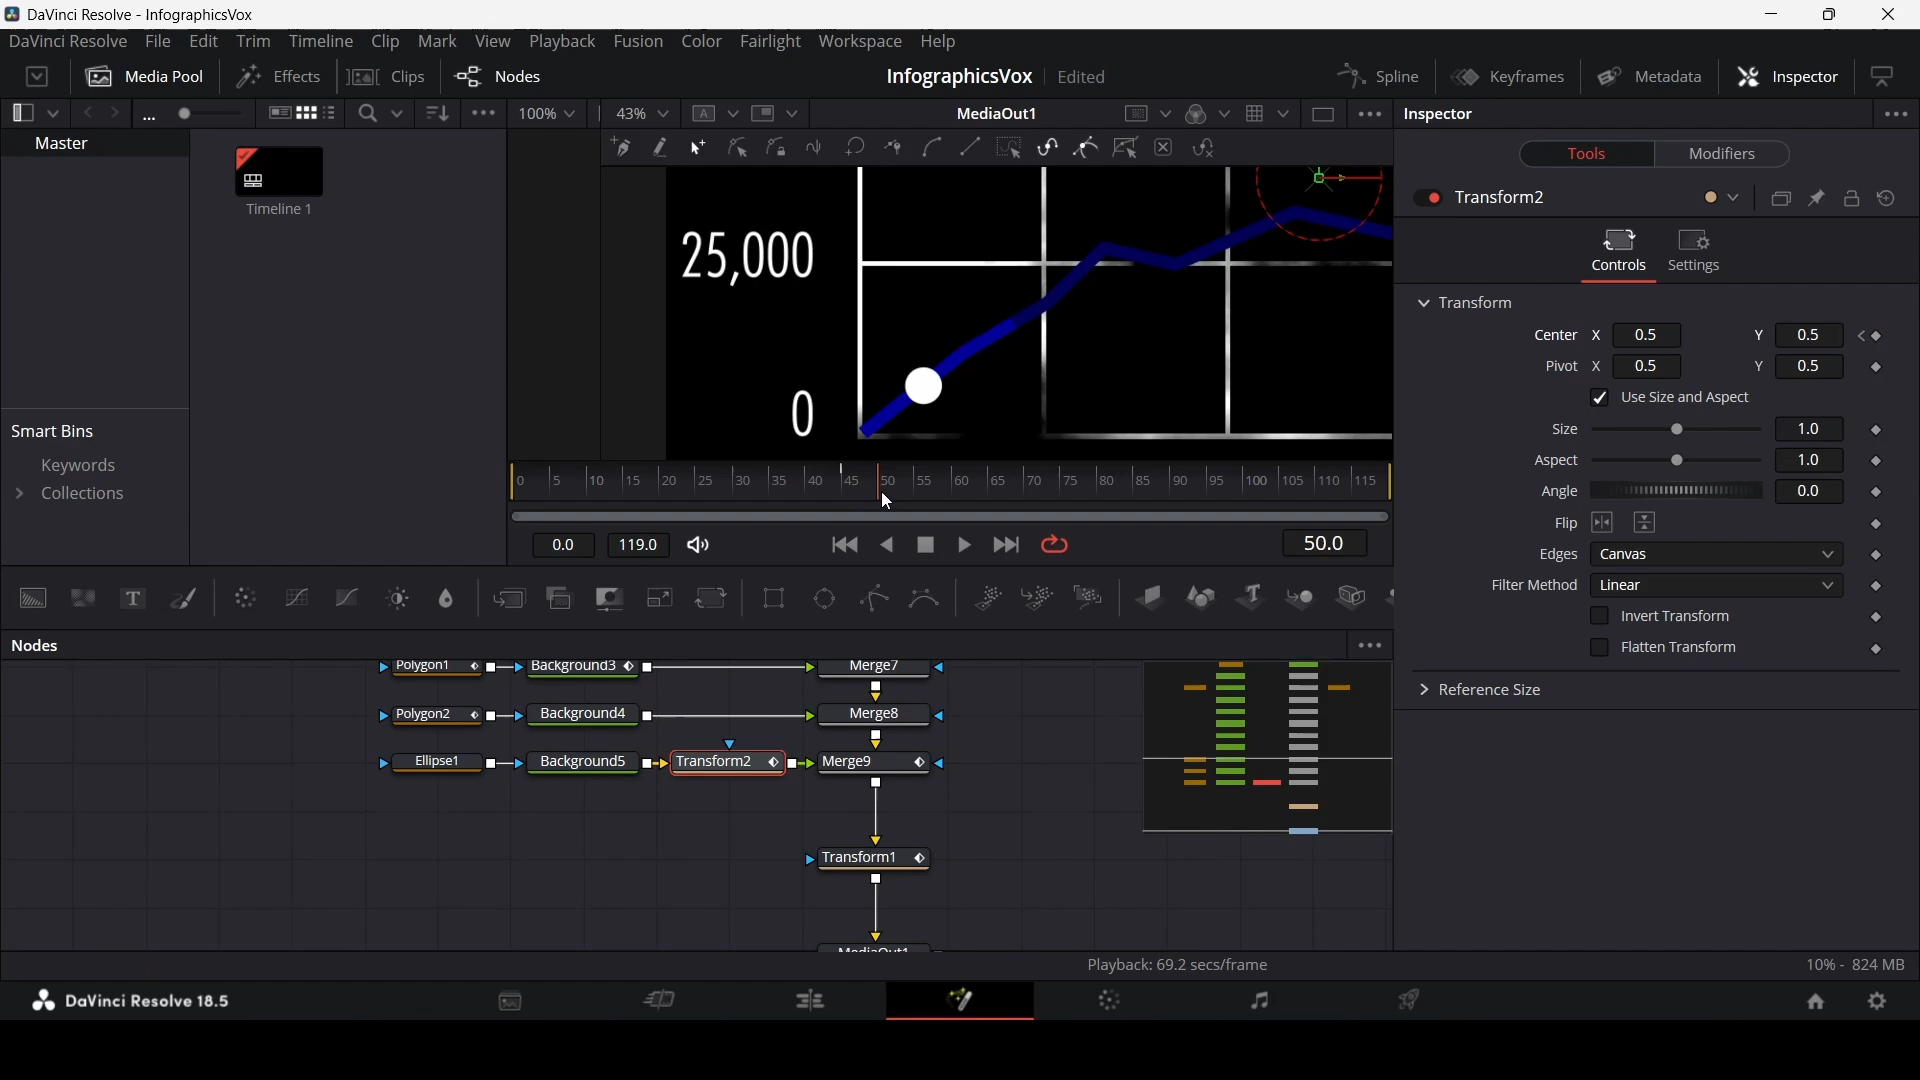 DaVinci Resolve - InfographicsVox
DaVinci Resolve File Edit Trim Timeline Clip Mark View Playback Fusion Color Fairlight Workspace Help
Media Pool Effects Clips Nodes InfographicsVox Edited Spline Keyframes Metadata Inspector
... 100% 43% A MediaOut1 Inspector
Master
Timeline 1
Tools Modifiers
Transform2
Controls Settings
25,000
0
Transform
Center X 0.5 Y 0.5
Pivot X 0.5 Y 0.5
Use Size and Aspect
Size 1.0
Aspect 1.0
Angle 0.0
Flip
Edges Canvas
Filter Method Linear
Invert Transform
Flatten Transform
Reference Size
Smart Bins
Keywords
Collections
0 5 10 15 20 25 30 35 40 45 50 55 60 65 70 75 80 85 90 95 100 105 110 115
0.0 119.0 50.0
T
Nodes
Polygon1 Background3 Merge7
Polygon2 Background4 Merge8
Ellipse1 Background5 Transform2 Merge9
Transform1
MediaOut1
Playback: 69.2 secs/frame 10% - 824 MB
DaVinci Resolve 18.5